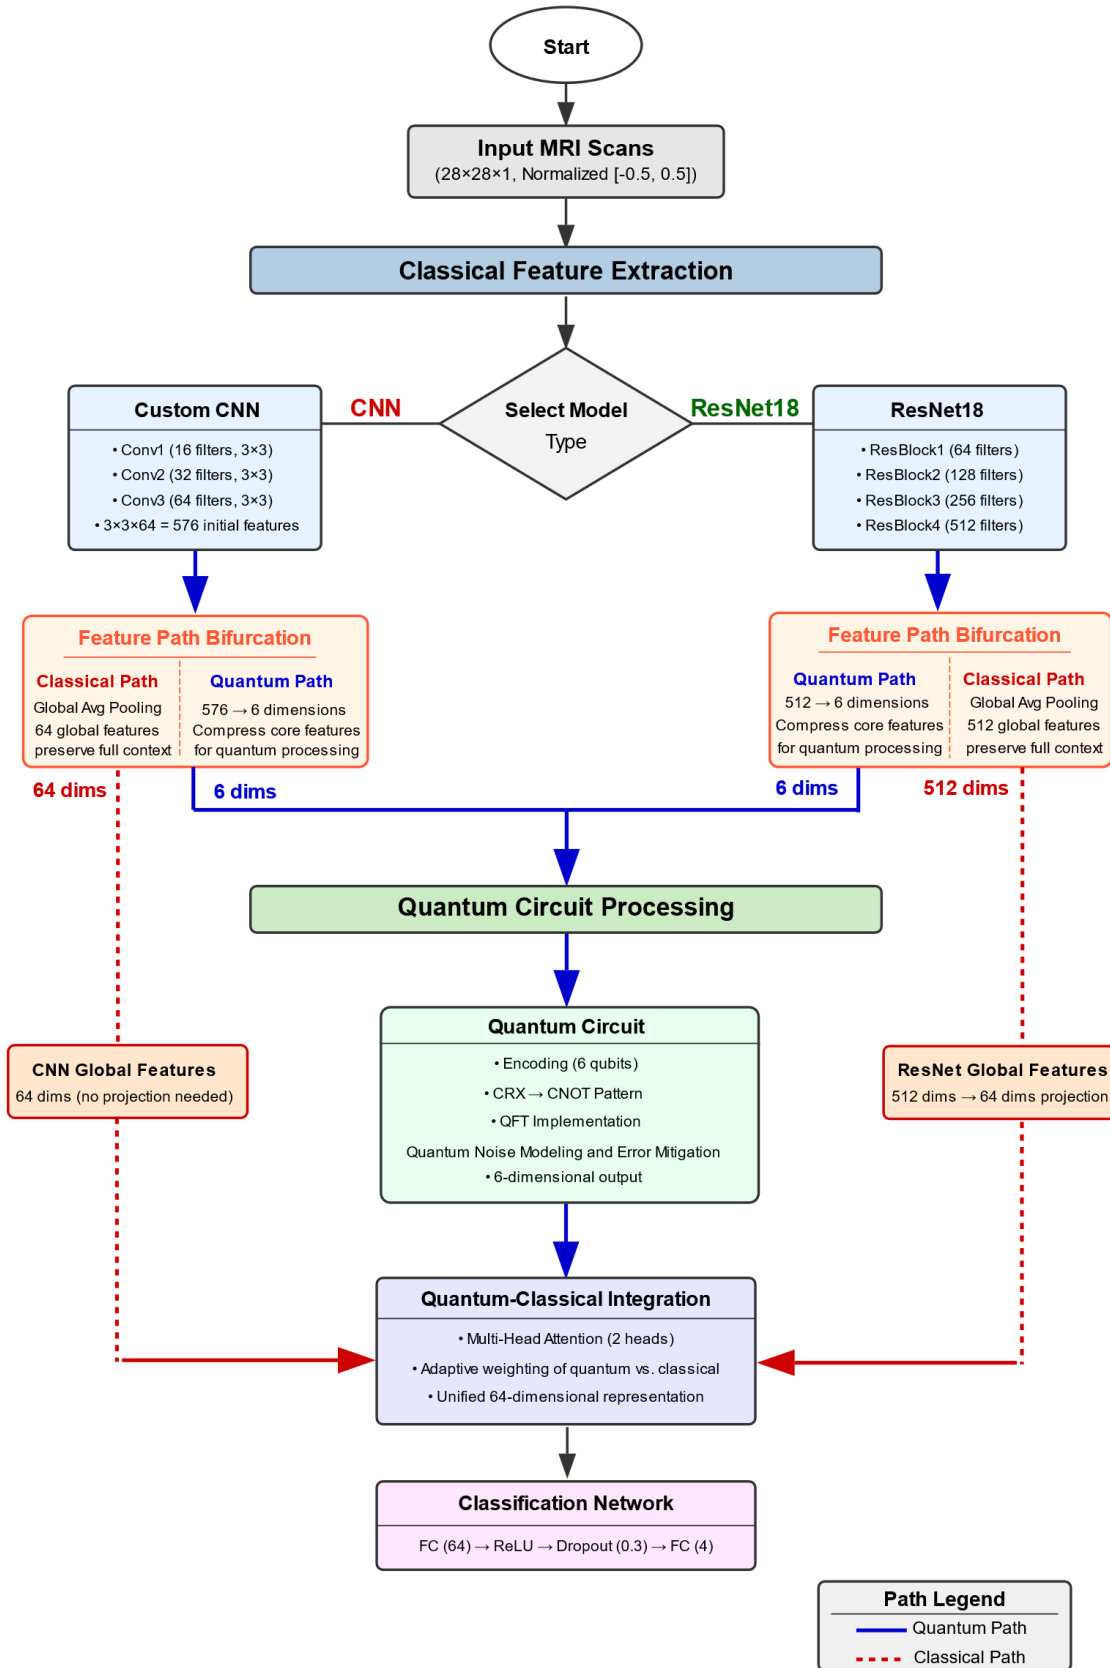 Start
Input MRI Scans
(28×28×1, Normalized [-0.5, 0.5])
Classical Feature Extraction
Select Model
Type
CNN
ResNet18
Custom CNN
• Conv1 (16 filters, 3×3)
• Conv2 (32 filters, 3×3)
• Conv3 (64 filters, 3×3)
• 3×3×64 = 576 initial features
ResNet18
• ResBlock1 (64 filters)
• ResBlock2 (128 filters)
• ResBlock3 (256 filters)
• ResBlock4 (512 filters)
Feature Path Bifurcation
Classical Path
Global Avg Pooling
64 global features
preserve full context
Quantum Path
576 → 6 dimensions
Compress core features
for quantum processing
Feature Path Bifurcation
Quantum Path
512 → 6 dimensions
Compress core features
for quantum processing
Classical Path
Global Avg Pooling
512 global features
preserve full context
64 dims
6 dims
6 dims
512 dims
Quantum Circuit Processing
Quantum Circuit
• Encoding (6 qubits)
• CRX → CNOT Pattern
• QFT Implementation
Quantum Noise Modeling and Error Mitigation
• 6-dimensional output
CNN Global Features
64 dims (no projection needed)
ResNet Global Features
512 dims → 64 dims projection
Quantum-Classical Integration
• Multi-Head Attention (2 heads)
• Adaptive weighting of quantum vs. classical
• Unified 64-dimensional representation
Classification Network
FC (64) → ReLU → Dropout (0.3) → FC (4)
Path Legend
Quantum Path
Classical Path